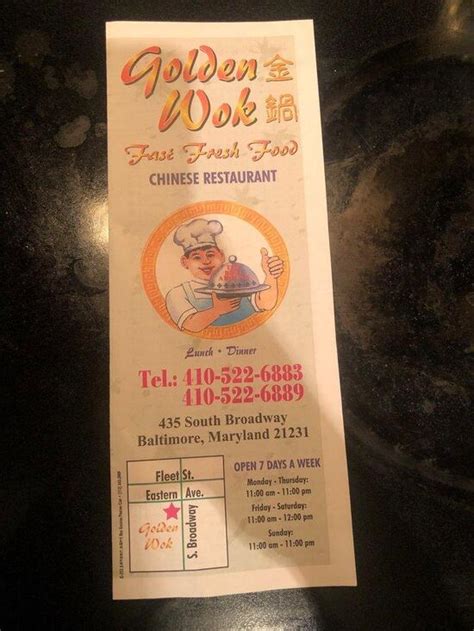 Golden 金
Wok 鍋
Fast Fresh Food
CHINESE RESTAURANT
Lunch • Dinner
Tel.: 410-522-6883
410-522-6889
435 South Broadway
Baltimore, Maryland 21231
Fleet St.
Eastern Ave.
Golden
Wok
S. Broadway
OPEN 7 DAYS A WEEK
Monday - Thursday:
11:00 am - 11:00 pm
Friday - Saturday:
11:00 am - 12:00 pm
Sunday:
11:00 am - 11:00 pm